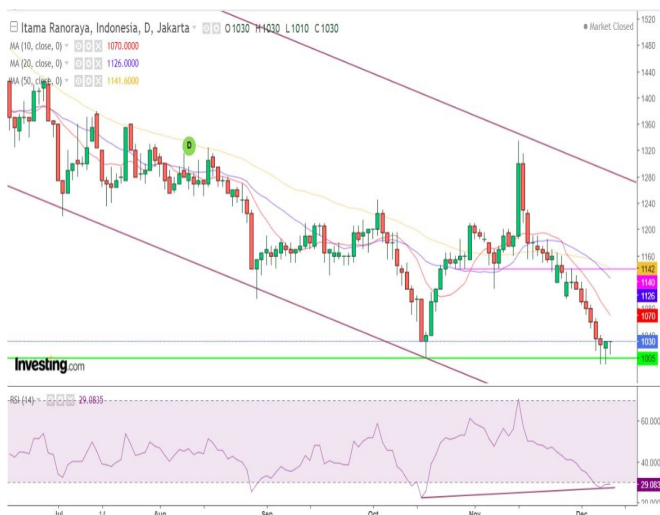 Itama Ranoraya, Indonesia, D, Jakarta O1030 H1030 L1010 C1030
Market Closed
MA (10, close, 0) 1070.0000
MA (20, close, 0) 1126.0000
MA (50, close, 0) 1141.6000
D
1520
1480
1440
1400
1360
1320
1280
1240
1200
1160
1142
1140
1126
1070
1030
1005
Investing.com
RSI (14) 29.0835
60.000
40.000
29.083
Jul 14 Aug Sep Oct Nov Dec